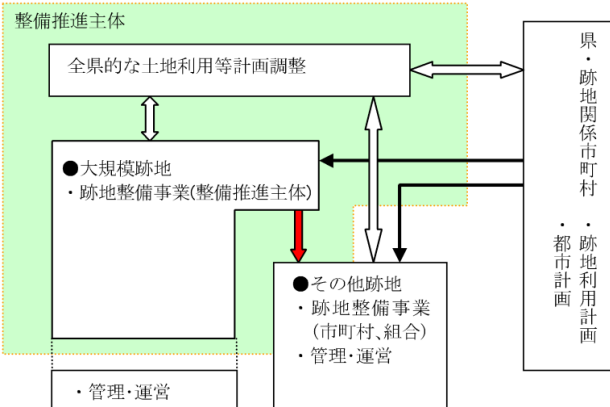 整備推進主体
全県的な土地利用等計画調整
●大規模跡地
・跡地整備事業(整備推進主体)
●その他跡地
・跡地整備事業
(市町村、組合)
・管理・運営
・管理・運営
県・跡地関係市町村
・跡地利用計画
・都市計画